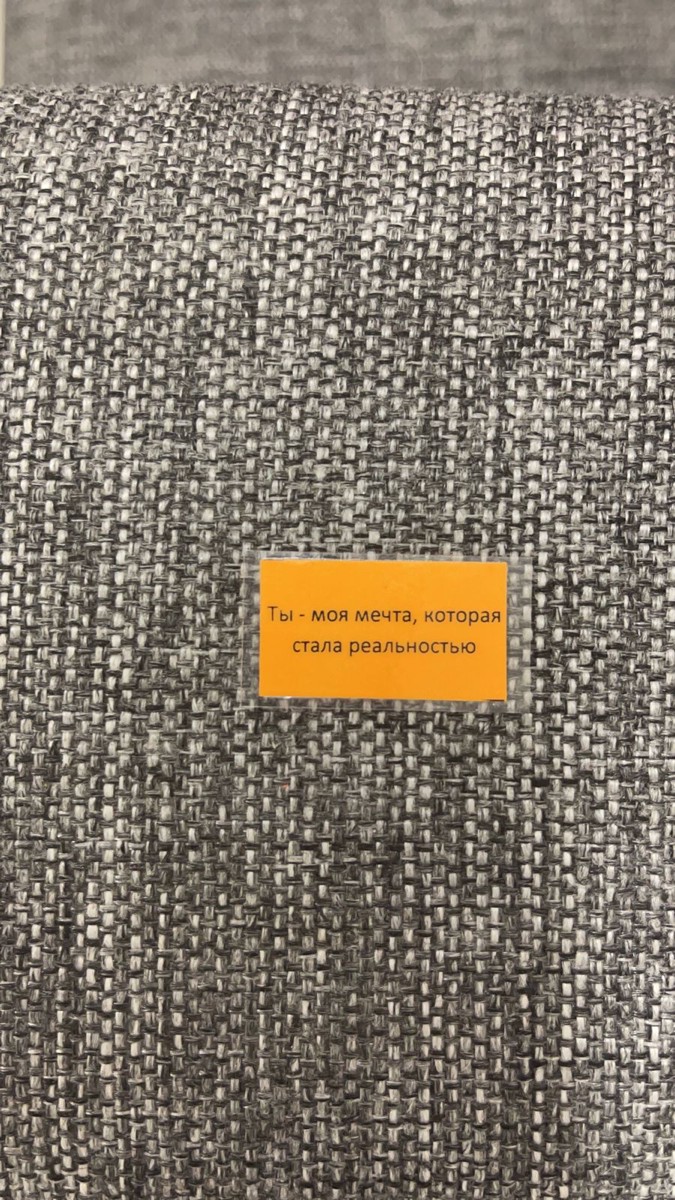 Ты - моя мечта, которая
стала реальностью